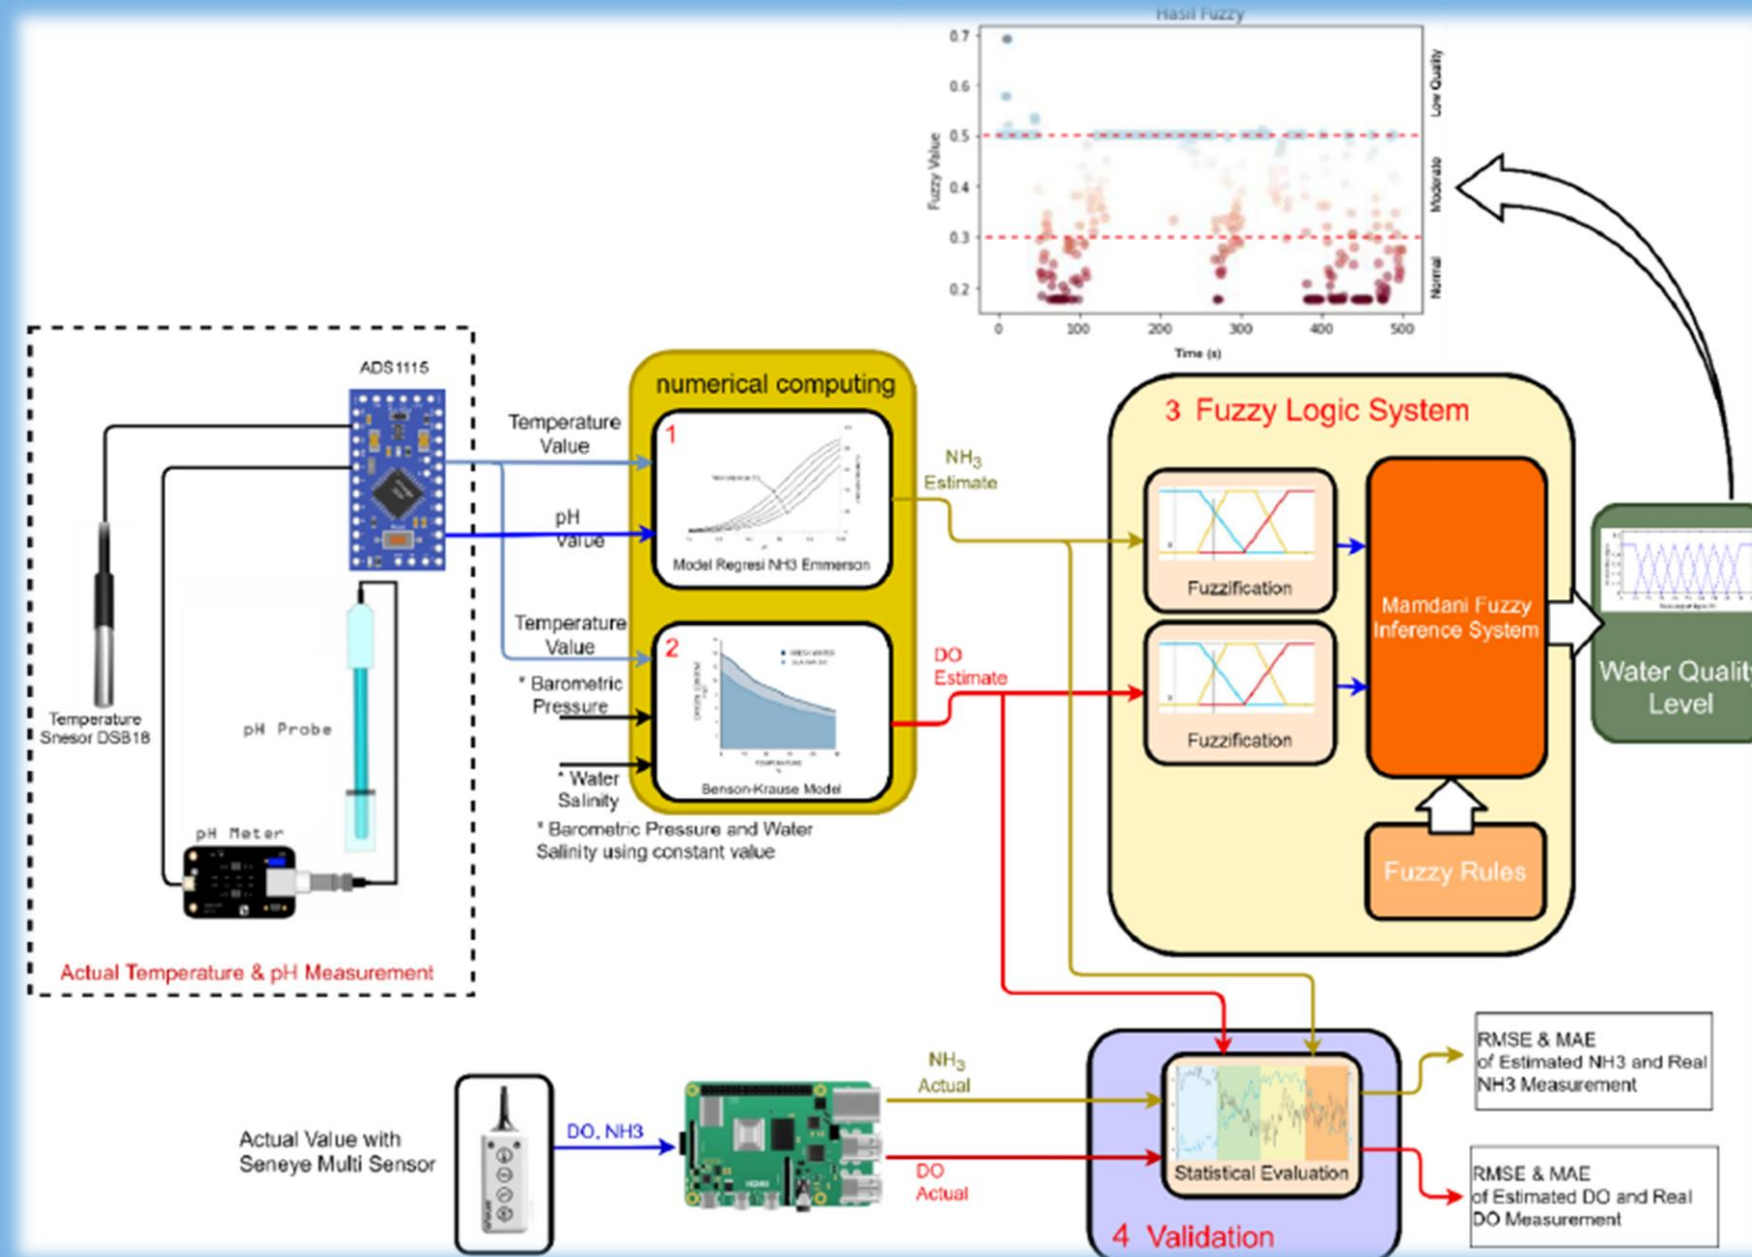 Hasil Fuzzy
0.7
0.6
0.5
0.4
0.3
0.2
Fuzzy Value
Low Quality
Moderate
Normal
0
100
200
300
400
500
Time (s)
ADS1115
Temperature
Snesor DSB18
pH Probe
pH Meter
Actual Temperature & pH Measurement
Temperature
Value
pH
Value
Temperature
Value
* Barometric
Pressure
* Water
Salinity
* Barometric Pressure and Water
Salinity using constant value
numerical computing
1
Model Regresi NH3 Emmerson
2
FRESH WATER
TEMPERATURE
Benson-Krause Model
NH3
Estimate
DO
Estimate
3 Fuzzy Logic System
Fuzzification
Fuzzification
Mamdani Fuzzy
Inference System
Fuzzy Rules
Water Quality
Level
Actual Value with
Seneye Multi Sensor
DO, NH3
HDMI
NH3
Actual
DO
Actual
Statistical Evaluation
4 Validation
RMSE & MAE
of Estimated NH3 and Real
NH3 Measurement
RMSE & MAE
of Estimated DO and Real
DO Measurement